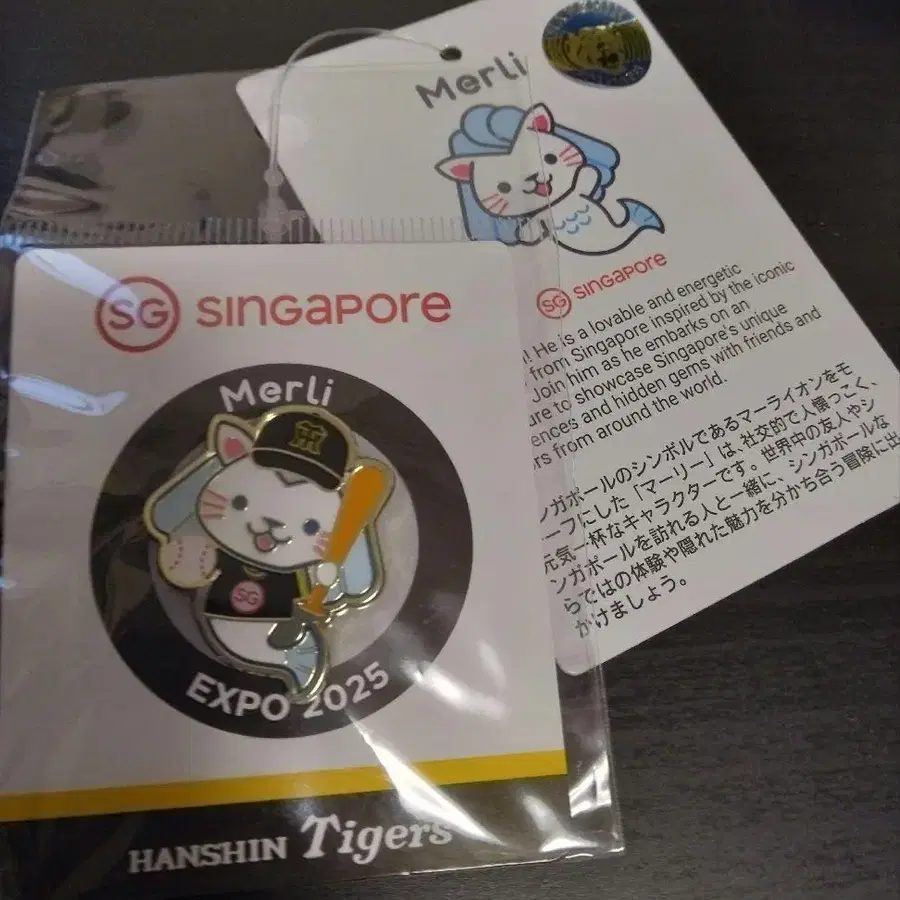 SG SINGAPORE
Merli
SG
EXPO 2025
HANSHIN Tigers
Merli
SG SINGAPORE
! He is a lovable and energetic
from Singapore inspired by the iconic
Join him as he embarks on an
to showcase Singapore's unique
and hidden gems with friends and
from around the world.
ンガポールのシンボルであるマーライオンをモ
ーフにした「マーリー」は、社交的で人懐っこく、
元気一杯なキャラクターです。世界中の友人やシ
ンガポールを訪れる人と一緒に、シンガポールな
らではの体験や隠れた魅力を分かち合う冒険に出
かけましょう。